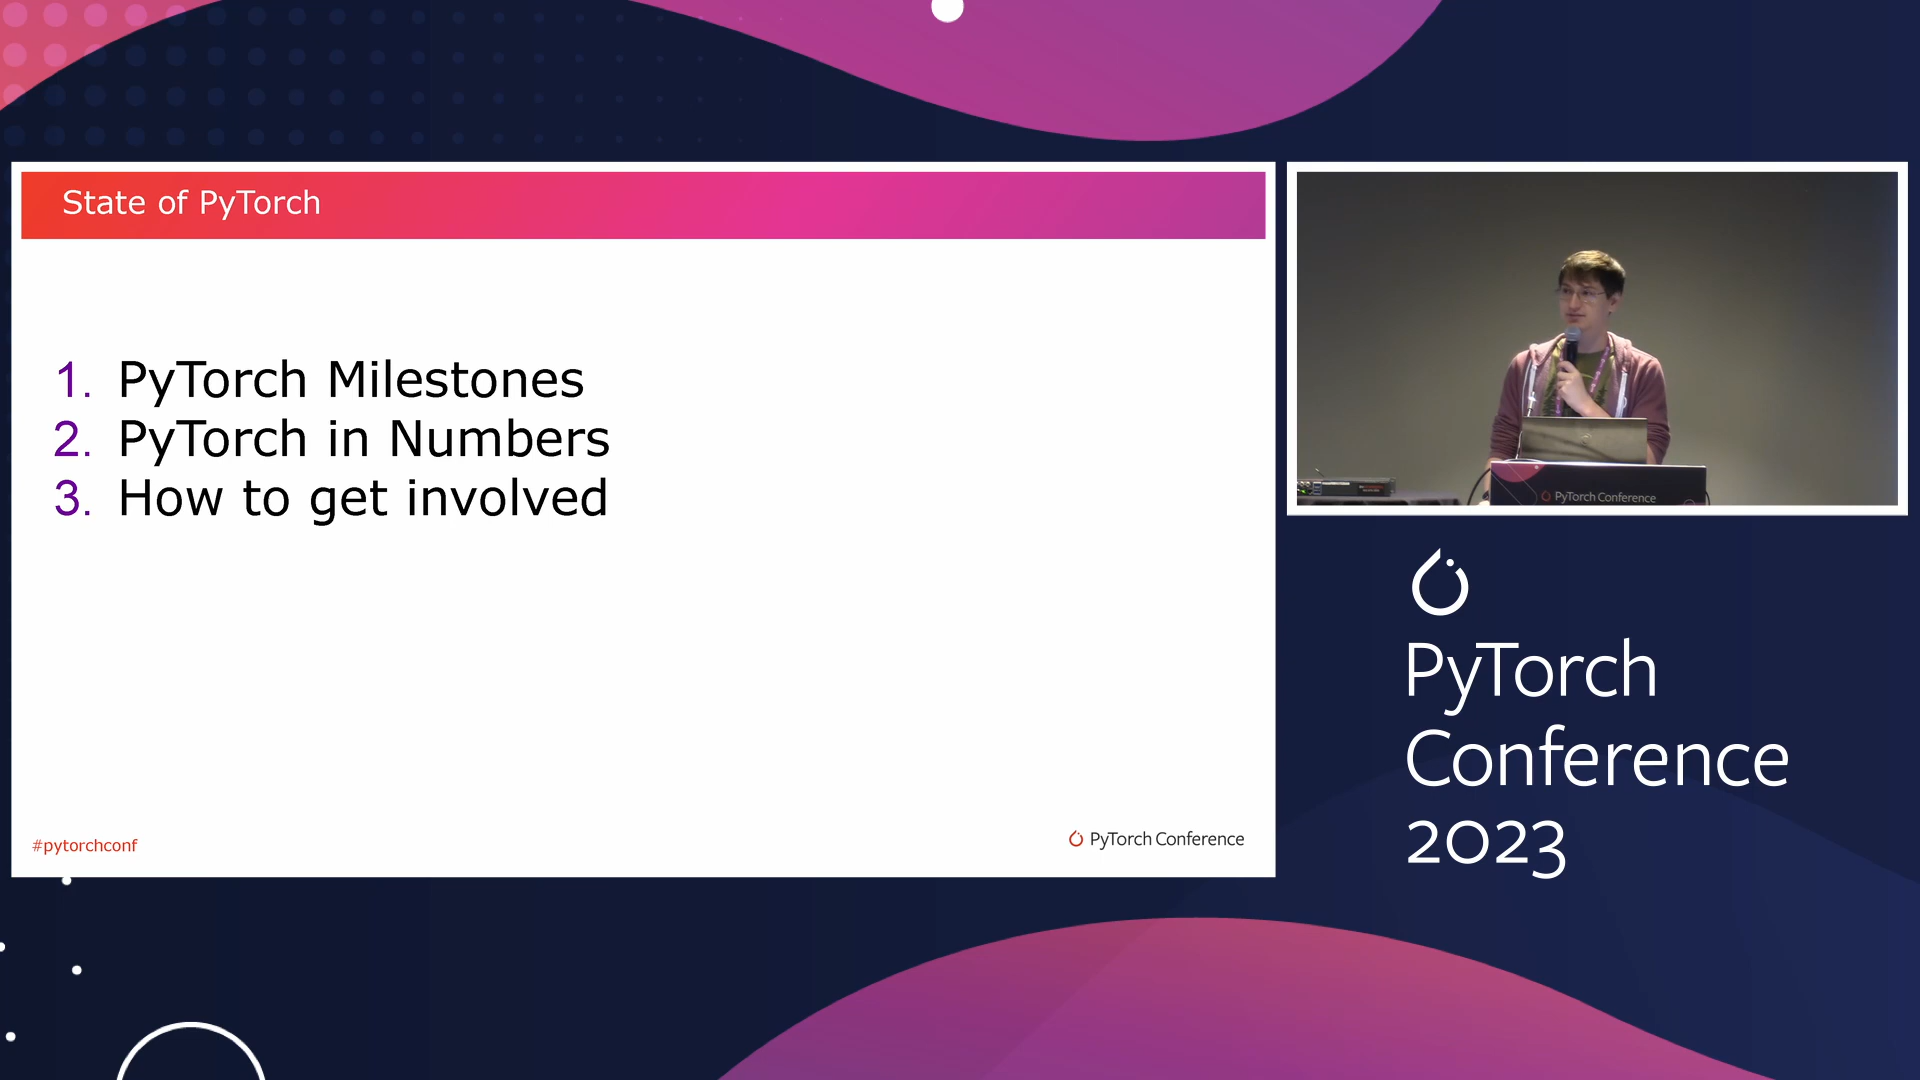 State of PyTorch
1. PyTorch Milestones
2. PyTorch in Numbers
3. How to get involved
#pytorchconf
PyTorch Conference
PyTorch Conference
PyTorch
Conference
2023